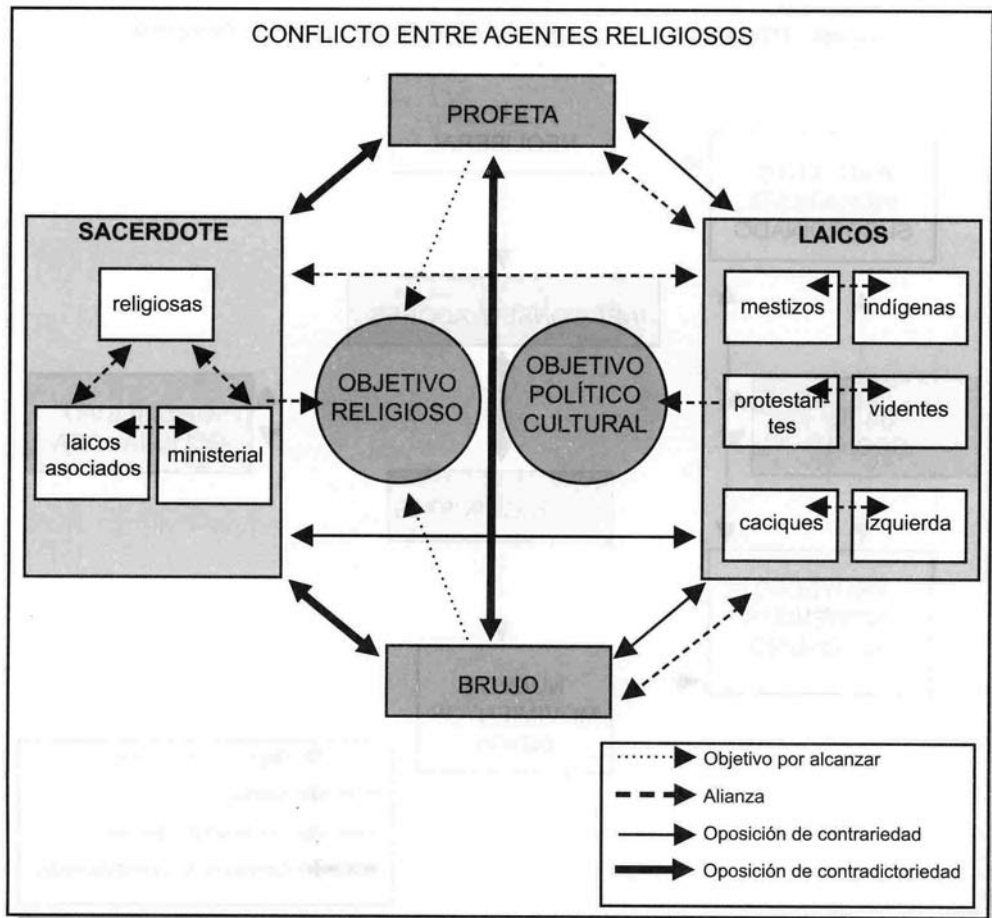 CONFLICTO ENTRE AGENTES RELIGIOSOS
PROFETA
SACERDOTE
religiosas
laicos
asociados
ministerial
OBJETIVO
RELIGIOSO
OBJETIVO
POLÍTICO
CULTURAL
LAICOS
mestizos
indígenas
protestan-
tes
videntes
caciques
izquierda
BRUJO
Objetivo por alcanzar
Alianza
Oposición de contrariedad
Oposición de contradictoriedad